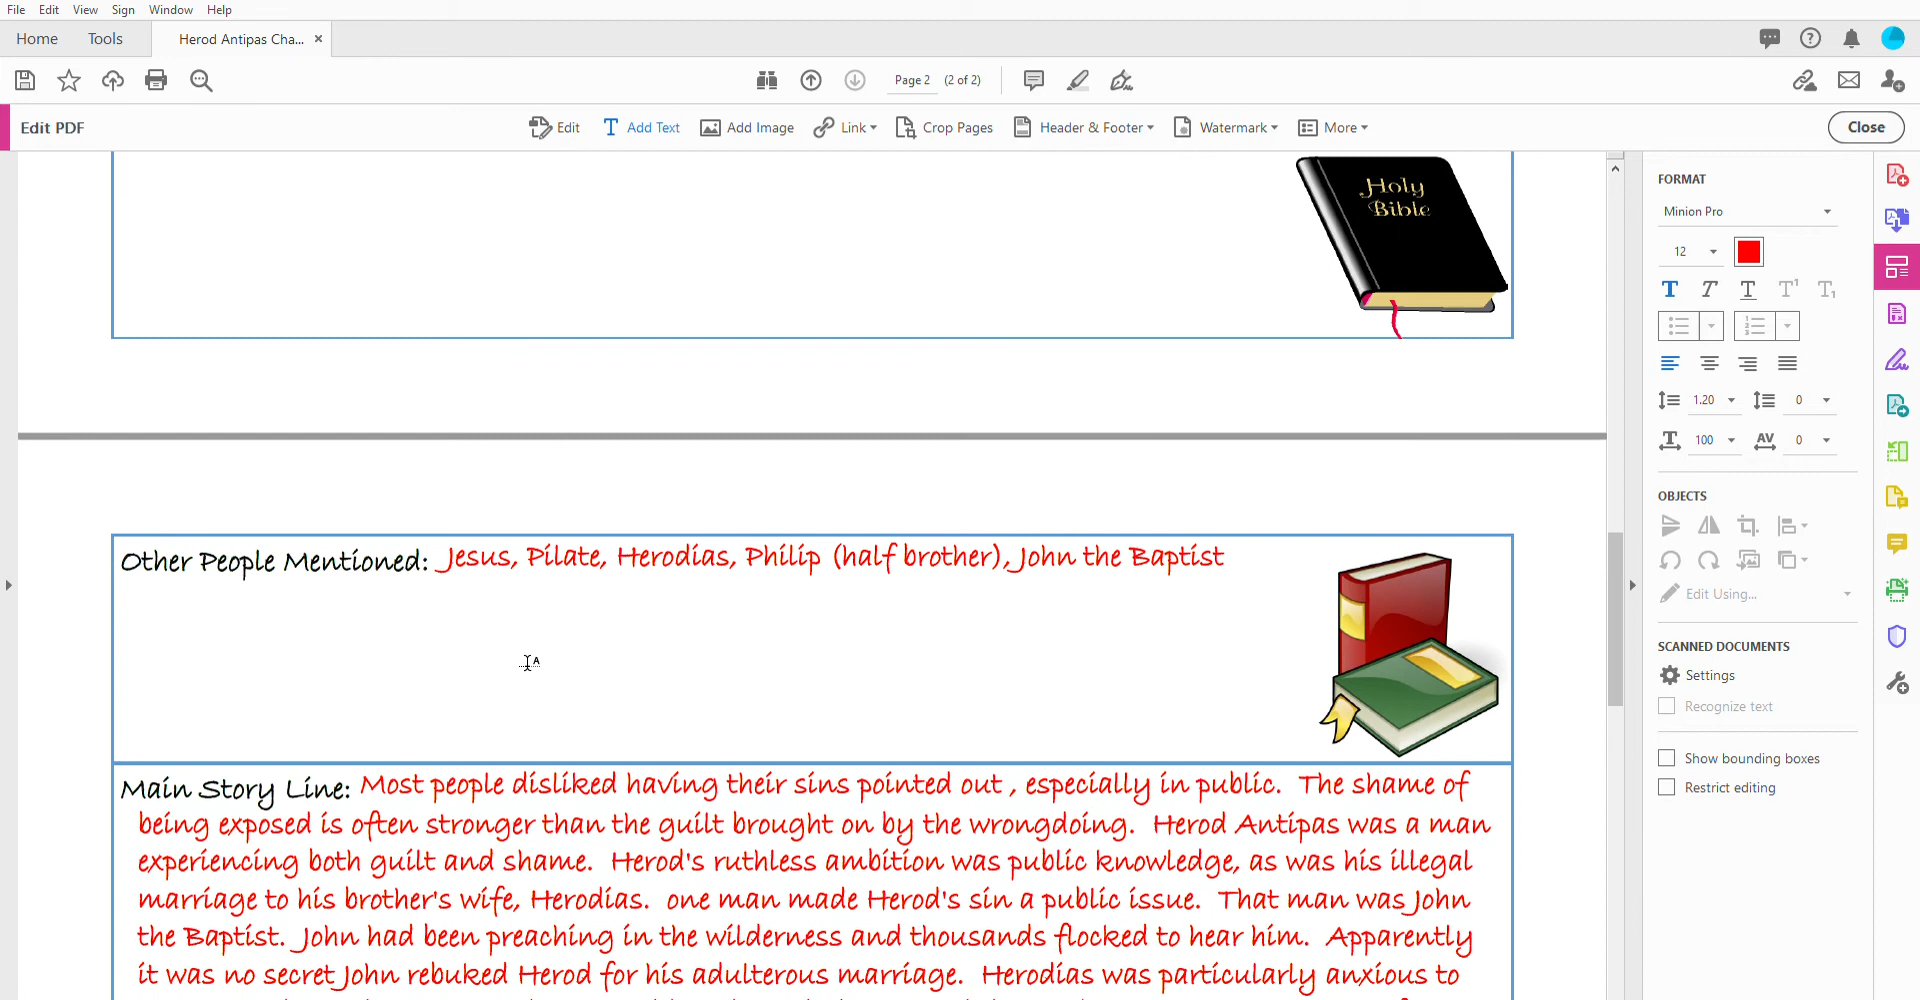 File Edit View Sign Window Help
Home Tools Herod Antipas Cha... ×
Page 2 (2 of 2)
Edit PDF Edit Add Text Add Image Link Crop Pages Header & Footer Watermark More Close
Holy
Bible
FORMAT
Minion Pro
12
1.20 0
100 0
OBJECTS
Edit Using...
SCANNED DOCUMENTS
Settings
Recognize text
Show bounding boxes
Restrict editing
Other People Mentioned: Jesus, Pilate, Herodias, Philip (half brother), John the Baptist
Main Story Line: Most people disliked having their sins pointed out , especially in public. The shame of
being exposed is often stronger than the guilt brought on by the wrongdoing. Herod Antipas was a man
experiencing both guilt and shame. Herod's ruthless ambition was public knowledge, as was his illegal
marriage to his brother's wife, Herodias. one man made Herod's sin a public issue. That man was John
the Baptist. John had been preaching in the wilderness and thousands flocked to hear him. Apparently
it was no secret John rebuked Herod for his adulterous marriage. Herodias was particularly anxious to